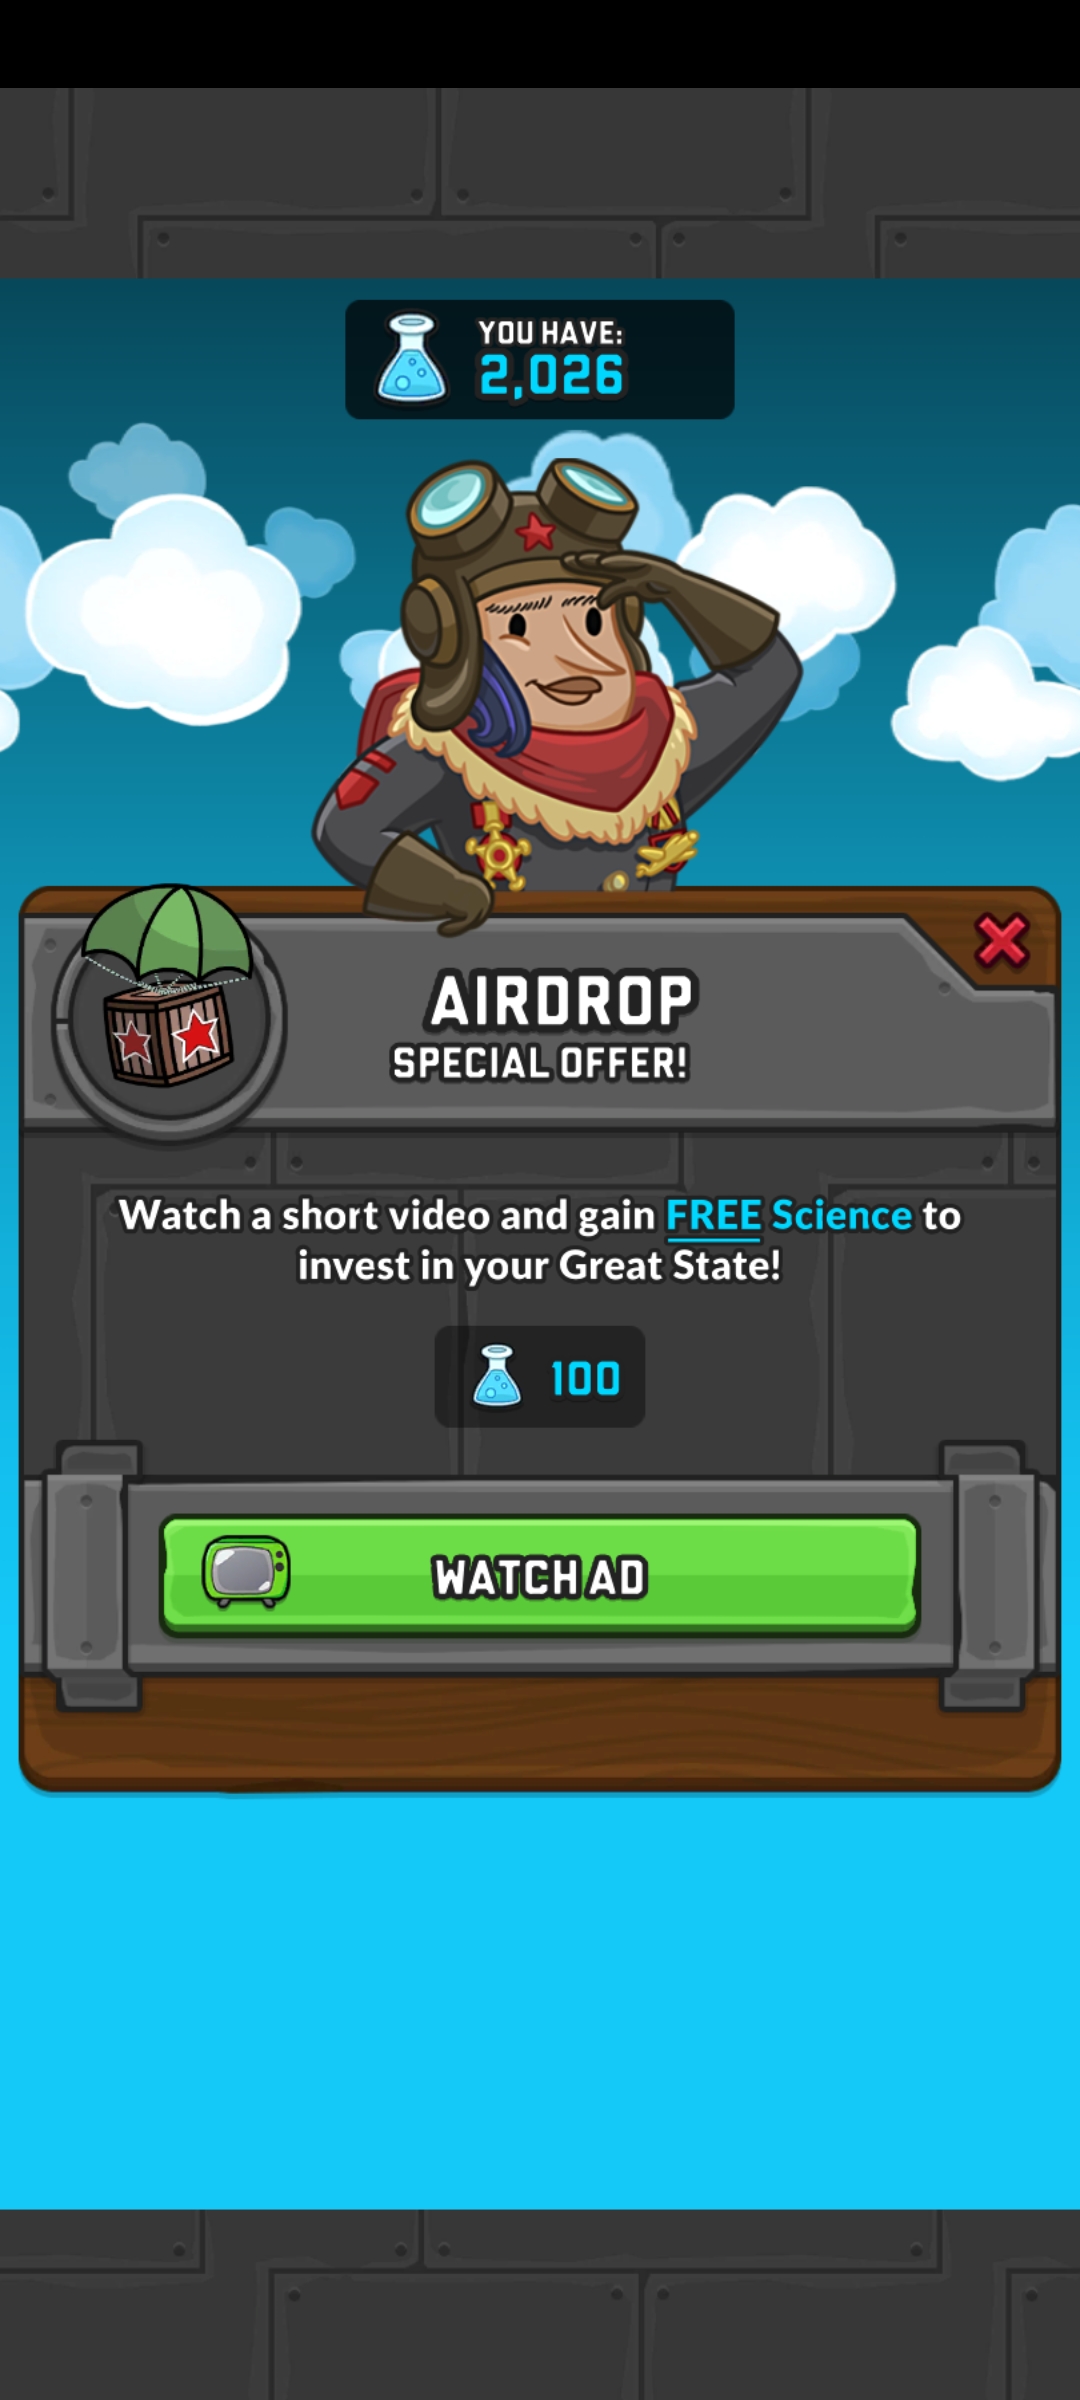 YOU HAVE:
2,026
AIRDROP
SPECIAL OFFER!
Watch a short video and gain FREE Science to
invest in your Great State!
100
WATCH AD